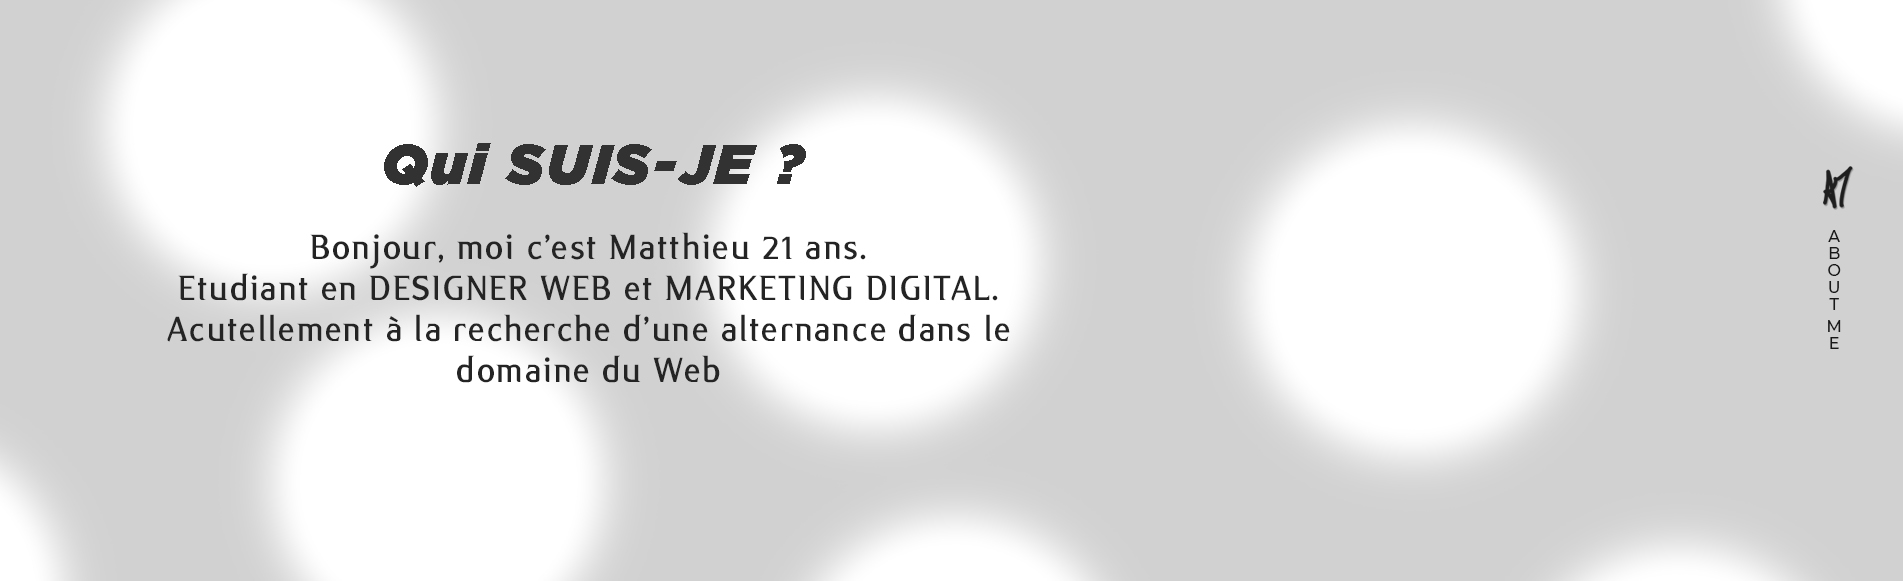 Qui SUIS-JE ?
Bonjour, moi c’est Matthieu 21 ans.
Etudiant en DESIGNER WEB et MARKETING DIGITAL.
Acutellement à la recherche d’une alternance dans le
domaine du Web
ABOUT ME